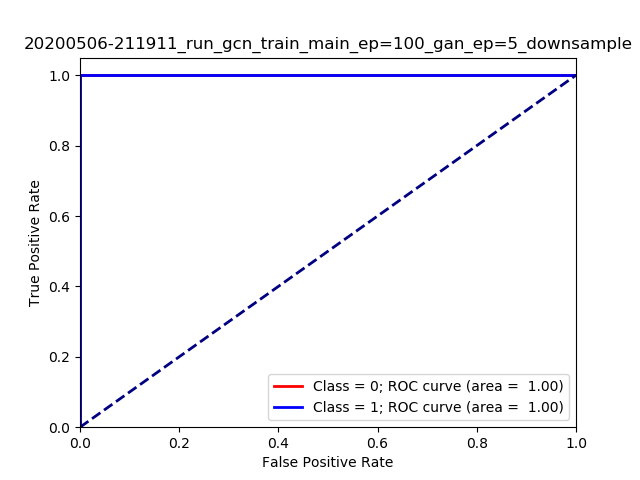 20200506-211911_run_gcn_train_main_ep=100_gan_ep=5_downsample
1.0
0.8
0.6
0.4
0.2
0.0
True Positive Rate
Class = 0; ROC curve (area =  1.00)
Class = 1; ROC curve (area =  1.00)
0.0 0.2 0.4 0.6 0.8 1.0
False Positive Rate